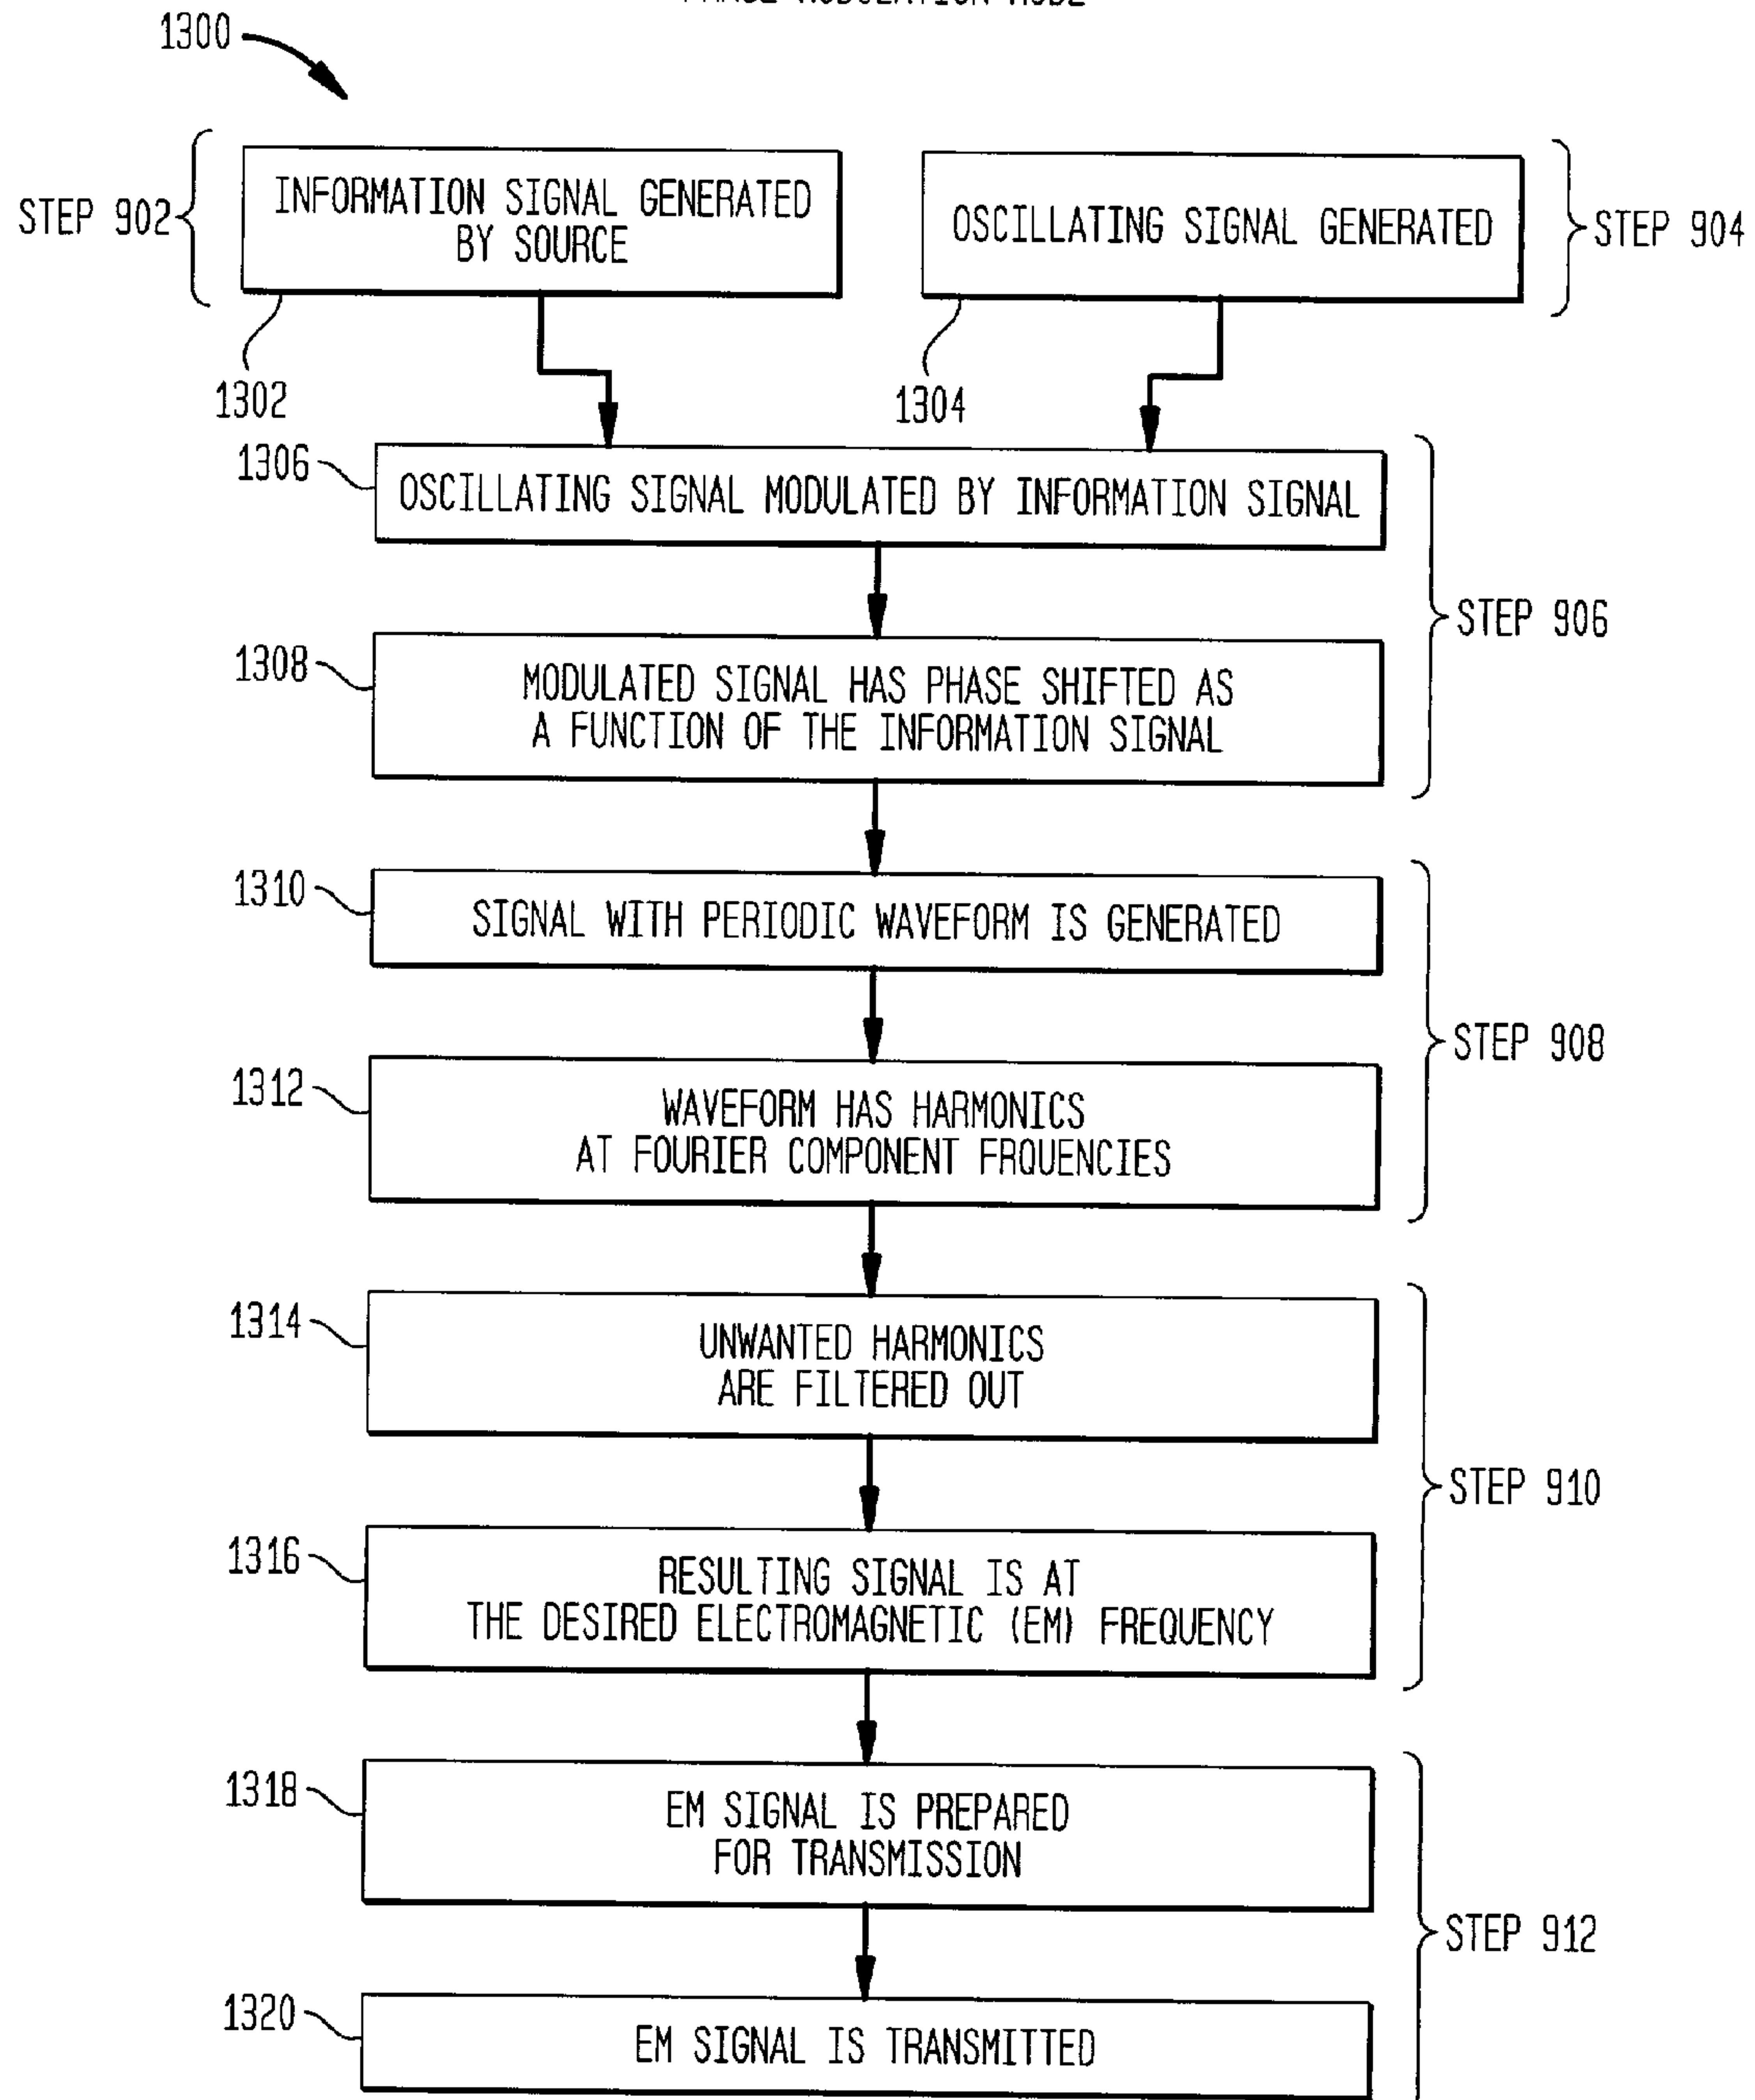 PHASE MODULATION MODE
1300
STEP 902
INFORMATION SIGNAL GENERATED
BY SOURCE
OSCILLATING SIGNAL GENERATED
STEP 904
1302
1304
1306
OSCILLATING SIGNAL MODULATED BY INFORMATION SIGNAL
STEP 906
1308
MODULATED SIGNAL HAS PHASE SHIFTED AS
A FUNCTION OF THE INFORMATION SIGNAL
1310
SIGNAL WITH PERIODIC WAVEFORM IS GENERATED
STEP 908
1312
WAVEFORM HAS HARMONICS
AT FOURIER COMPONENT FRQUENCIES
1314
UNWANTED HARMONICS
ARE FILTERED OUT
STEP 910
1316
RESULTING SIGNAL IS AT
THE DESIRED ELECTROMAGNETIC (EM) FREQUENCY
1318
EM SIGNAL IS PREPARED
FOR TRANSMISSION
STEP 912
1320
EM SIGNAL IS TRANSMITTED